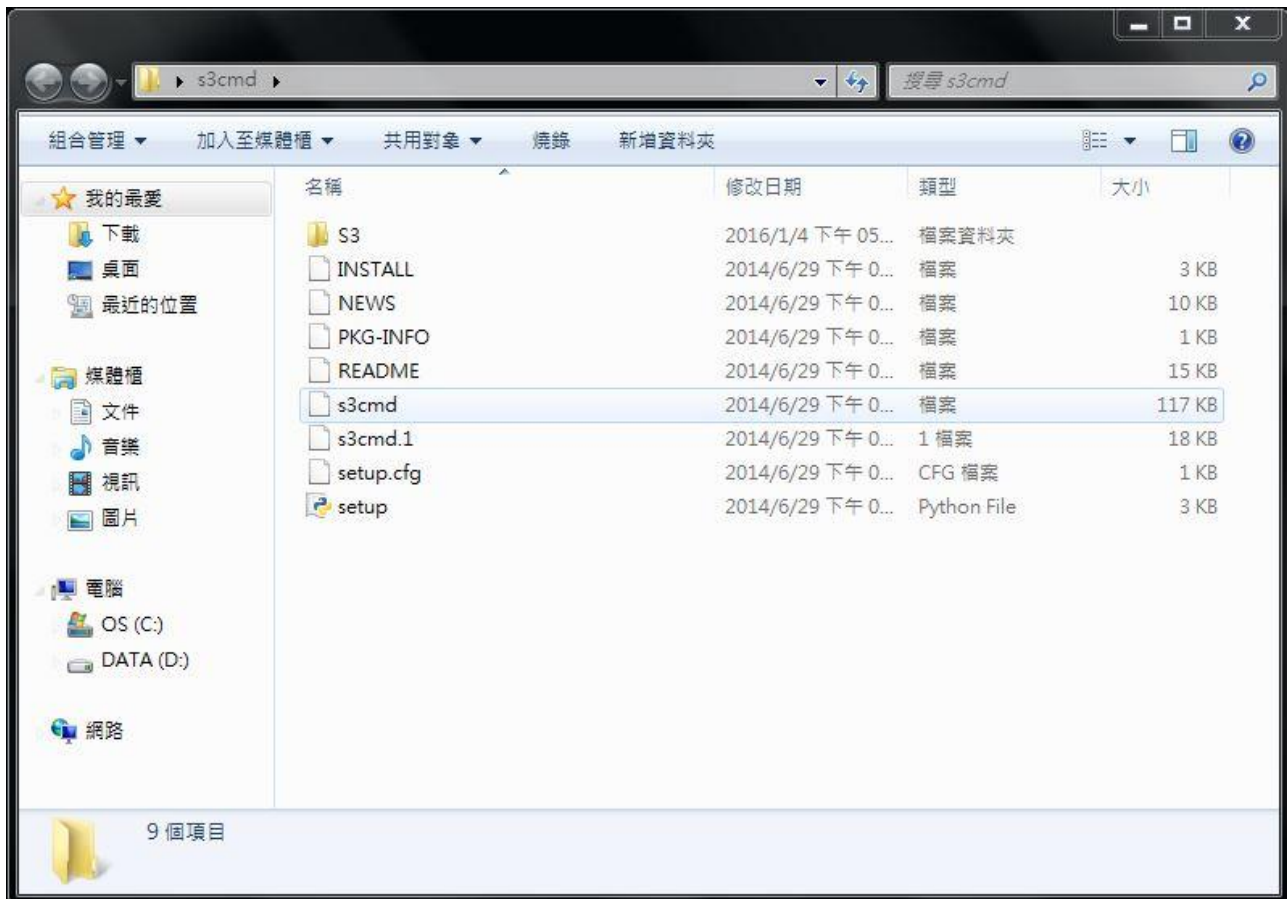 s3cmd
搜尋 s3cmd
組合管理 加入至媒體櫃 共用對象 燒錄 新增資料夾
我的最愛
下載
桌面
最近的位置
媒體櫃
文件
音樂
視訊
圖片
電腦
OS (C:)
DATA (D:)
網路
名稱 修改日期 類型 大小
S3 2016/1/4 下午 05... 檔案資料夾
INSTALL 2014/6/29 下午 0... 檔案 3 KB
NEWS 2014/6/29 下午 0... 檔案 10 KB
PKG-INFO 2014/6/29 下午 0... 檔案 1 KB
README 2014/6/29 下午 0... 檔案 15 KB
s3cmd 2014/6/29 下午 0... 檔案 117 KB
s3cmd.1 2014/6/29 下午 0... 1 檔案 18 KB
setup.cfg 2014/6/29 下午 0... CFG 檔案 1 KB
setup 2014/6/29 下午 0... Python File 3 KB
9 個項目